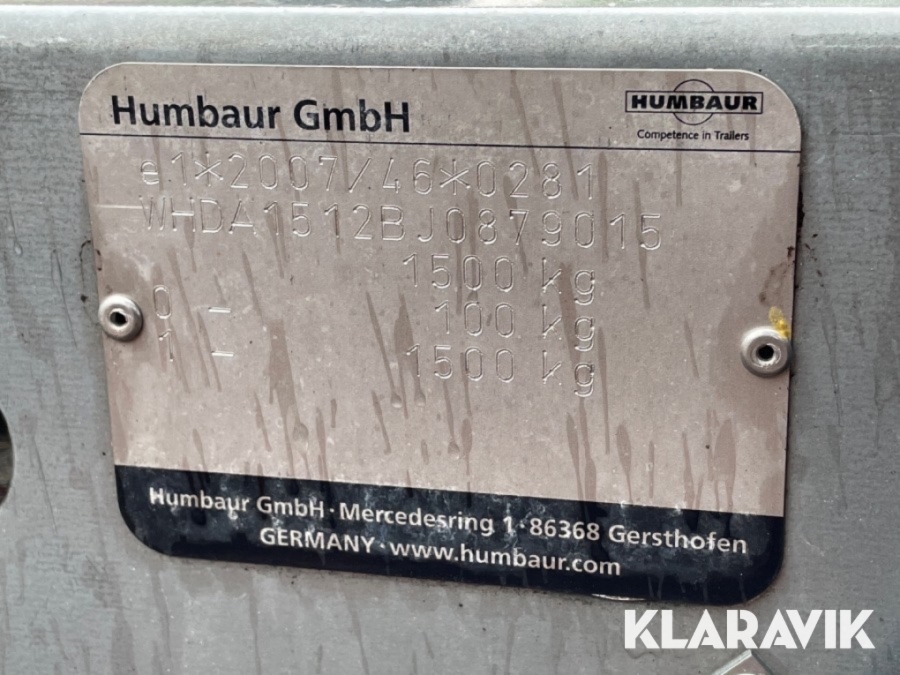 Humbaur GmbH
HUMBAUR
Competence in Trailers
e1*2007/46*0281
WHDA1512BJ0879015
1500 kg
0 - 100 kg
1 - 1500 kg
Humbaur GmbH · Mercedesring 1 · 86368 Gersthofen
GERMANY · www.humbaur.com
KLARAVIK